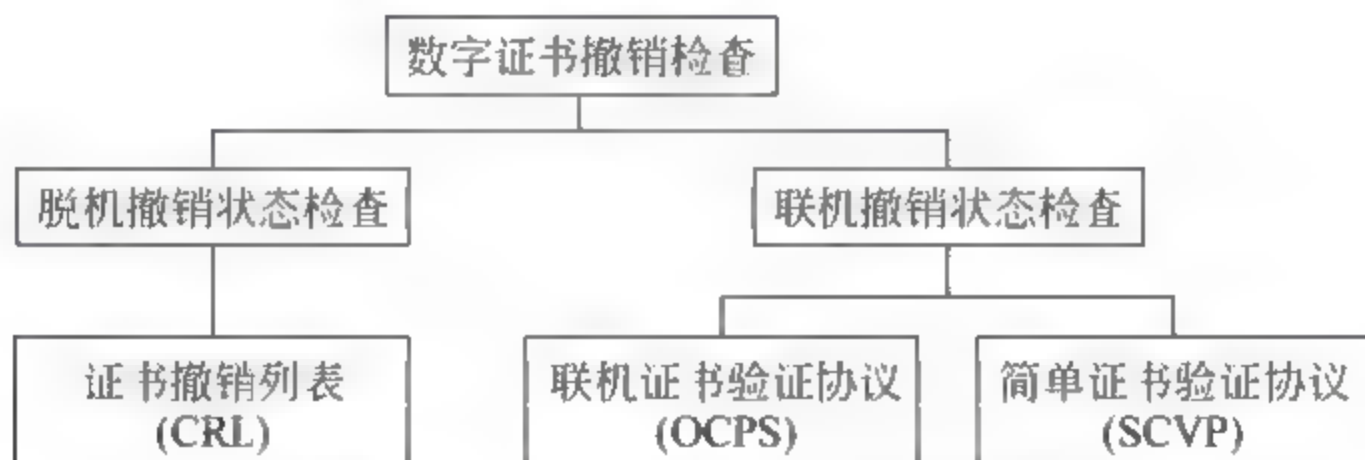 数字证书撤销检查
脱机撤销状态检查
联机撤销状态检查
证书撤销列表
(CRL)
联机证书验证协议
(OCPS)
简单证书验证协议
(SCVP)